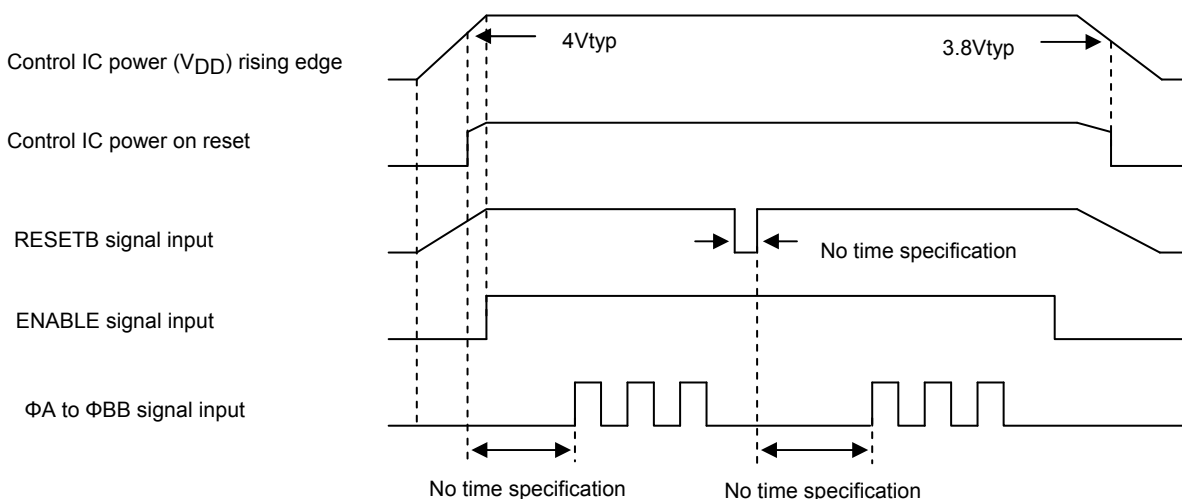 4Vtyp
3.8Vtyp
Control IC power (VDD) rising edge
Control IC power on reset
RESETB signal input
No time specification
ENABLE signal input
ΦA to ΦBB signal input
No time specification
No time specification